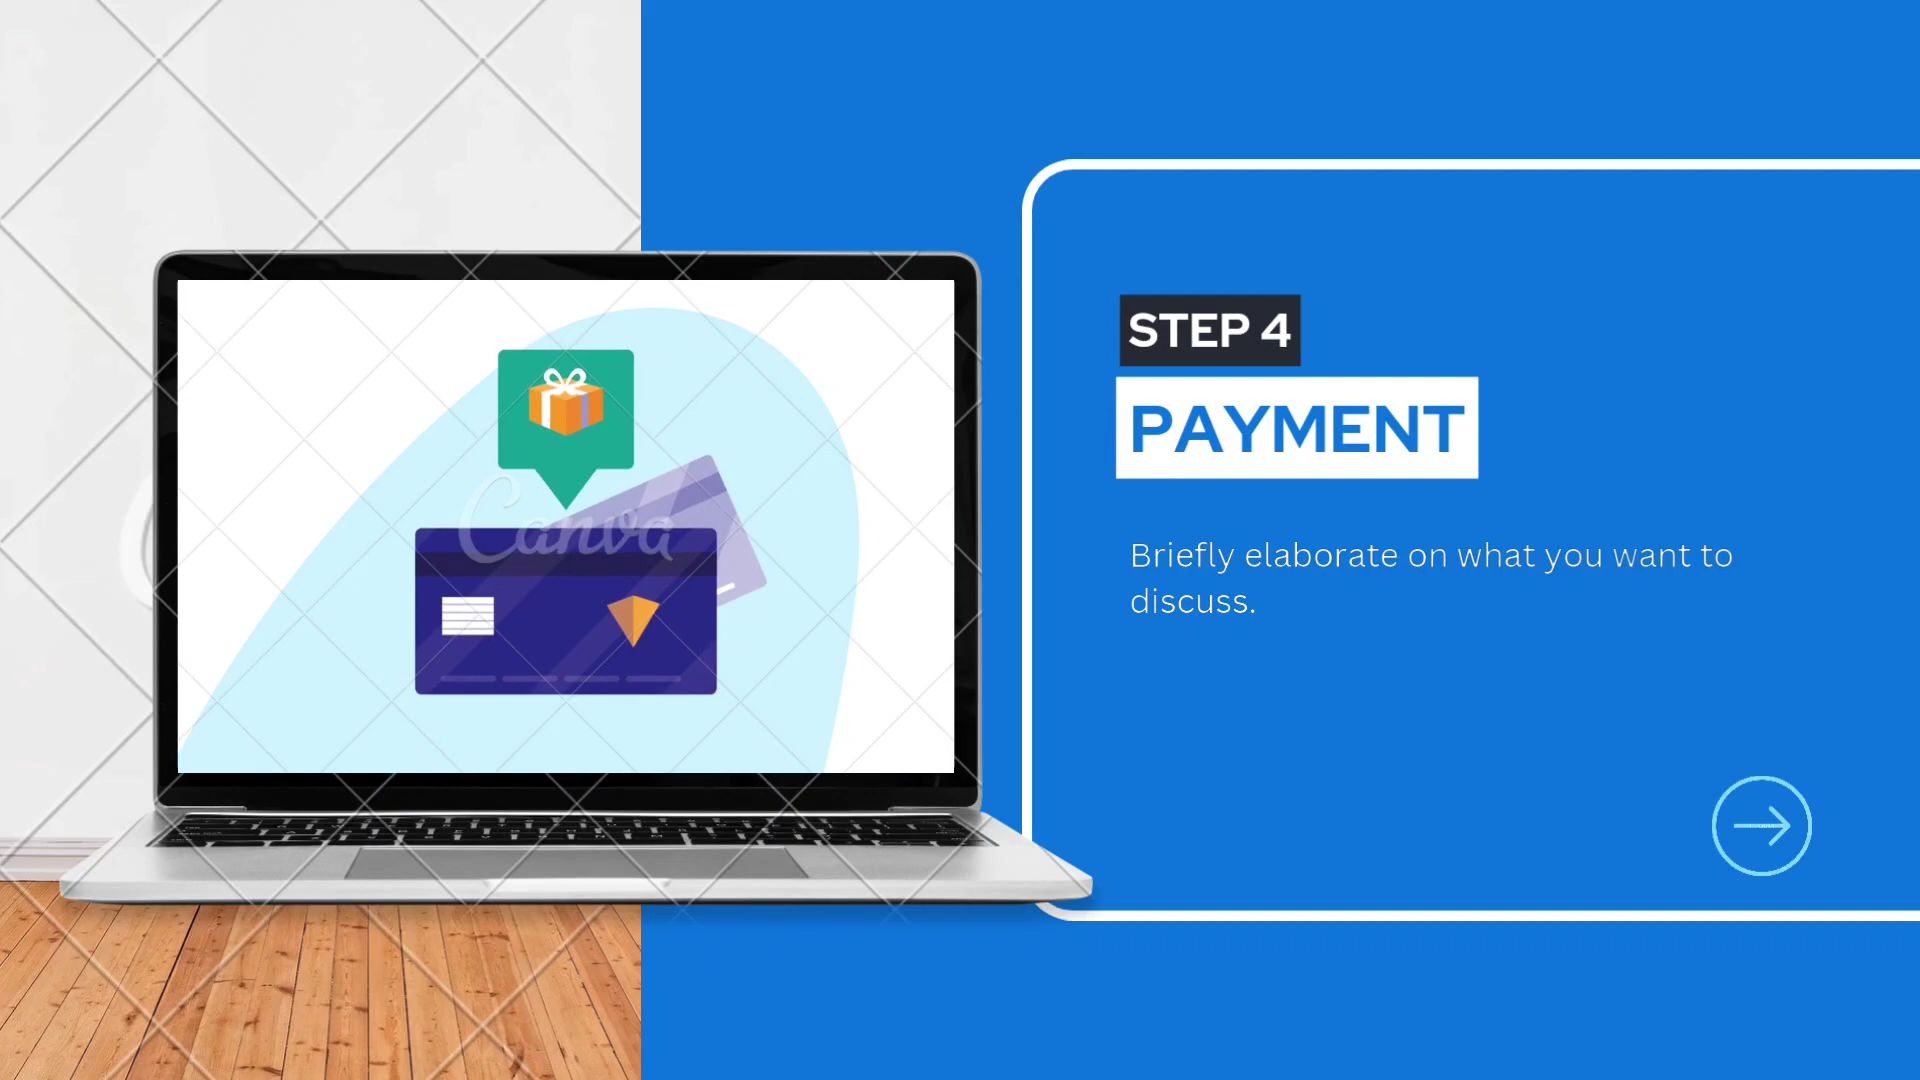 STEP 4
PAYMENT
Briefly elaborate on what you want to
discuss.
Canva